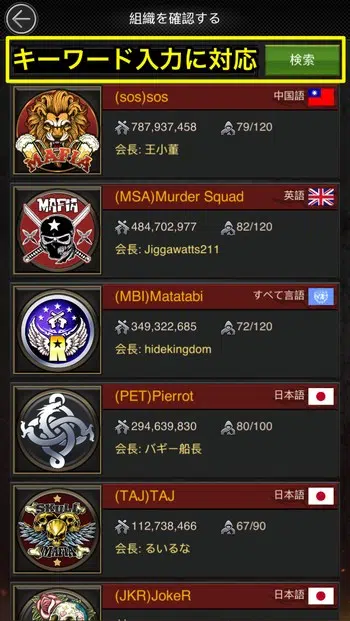 組織を確認する
キーワード入力に対応
検索
(sos)sos
中国語
787,937,458
79/120
会長: 王小董
MAFIA
(MSA)Murder Squad
英語
484,702,977
82/120
会長: Jiggawatts211
MAFIA
(MBI)Matatabi
すべて言語
349,322,685
72/120
会長: hidekingdom
R
(PET)Pierrot
日本語
294,639,830
80/100
会長: バギー船長
(TAJ)TAJ
日本語
112,738,466
67/90
会長: るいるな
SKULL
MAFIA
(JKR)JokeR
日本語